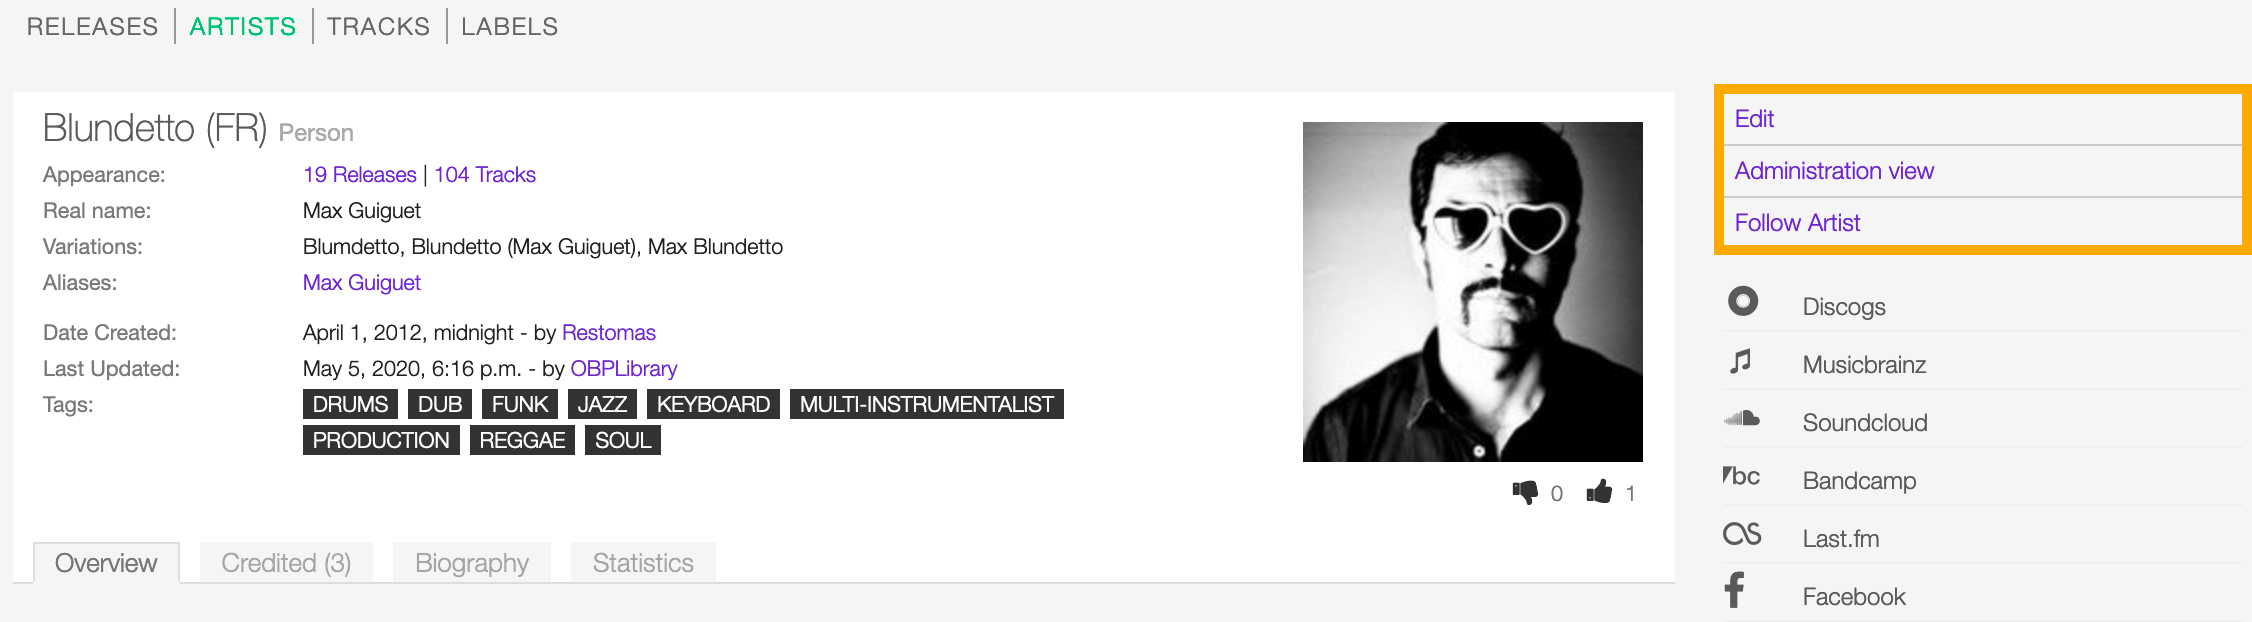 RELEASES ARTISTS TRACKS LABELS
Blundetto (FR) Person
Appearance: 19 Releases | 104 Tracks
Real name: Max Guiguet
Variations: Blumdetto, Blundetto (Max Guiguet), Max Blundetto
Aliases: Max Guiguet
Date Created: April 1, 2012, midnight - by Restomas
Last Updated: May 5, 2020, 6:16 p.m. - by OBPLibrary
Tags: DRUMS DUB FUNK JAZZ KEYBOARD MULTI-INSTRUMENTALIST
PRODUCTION REGGAE SOUL
0 1
Overview Credited (3) Biography Statistics
Edit
Administration view
Follow Artist
Discogs
Musicbrainz
Soundcloud
bc Bandcamp
Last.fm
Facebook